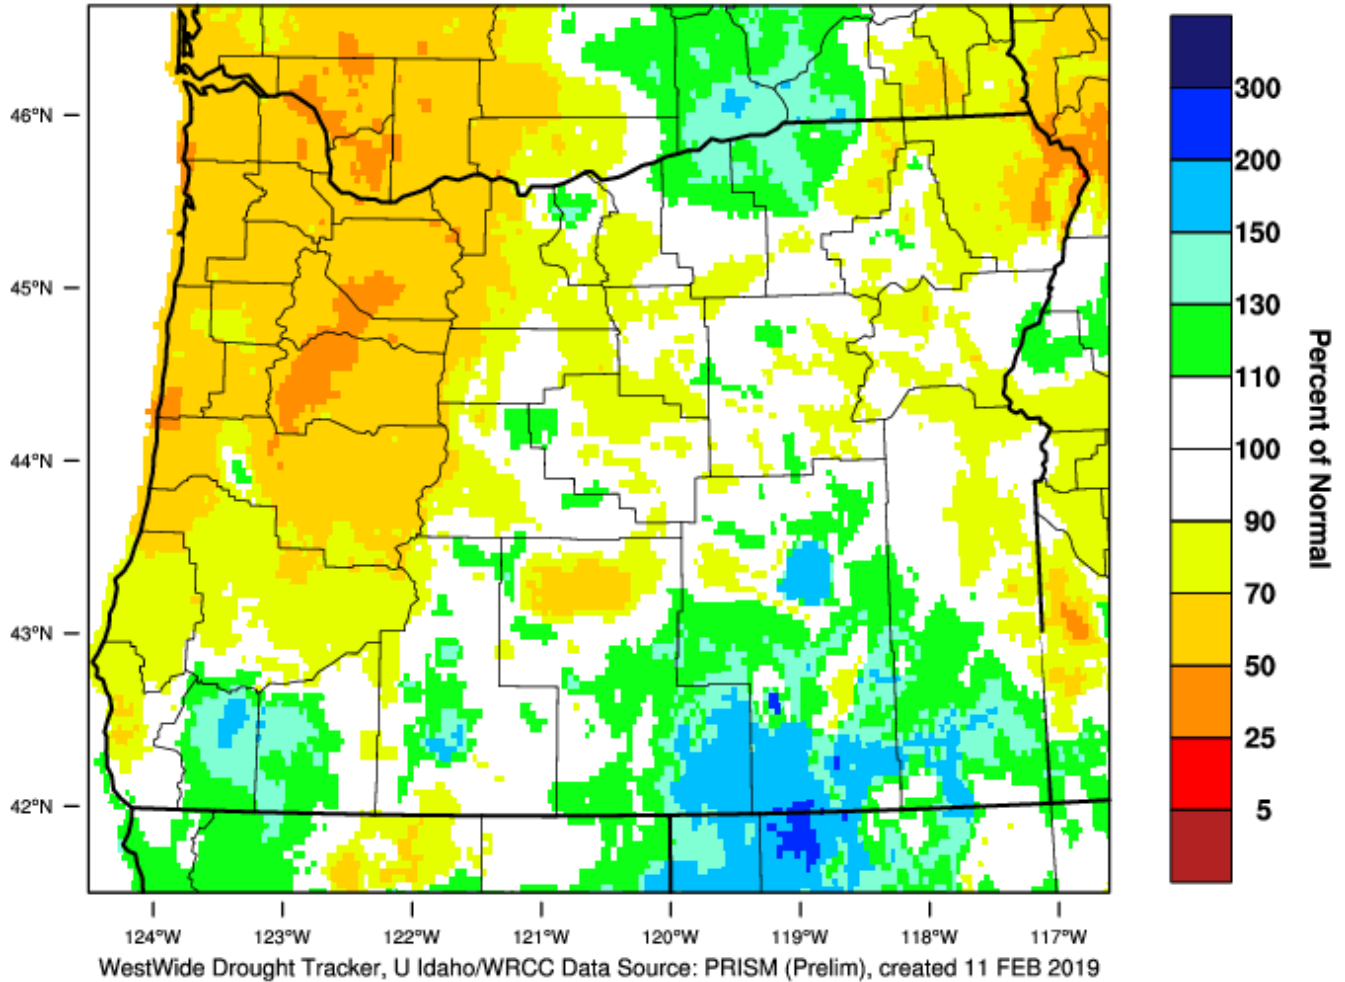 46°N
45°N
44°N
43°N
42°N
124°W 123°W 122°W 121°W 120°W 119°W 118°W 117°W
300
200
150
130
110
100
90
70
50
25
5
Percent of Normal
WestWide Drought Tracker, U Idaho/WRCC Data Source: PRISM (Prelim), created 11 FEB 2019